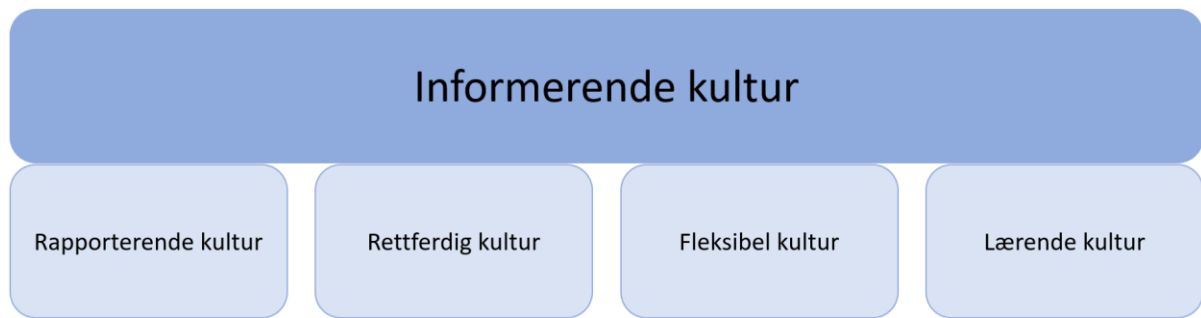 Informerende kultur
Rapporterende kultur
Rettferdig kultur
Fleksibel kultur
Lærende kultur